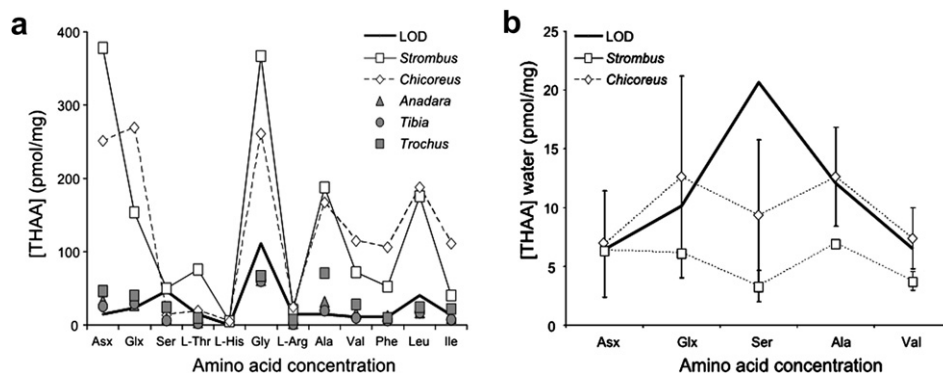 a
[THAA] (pmol/mg)
400
300
200
100
0
LOD
Strombus
Chicoreus
Anadara
Tibia
Trochus
Asx Glx Ser L-Thr L-His Gly L-Arg Ala Val Phe Leu Ile
Amino acid concentration
b
[THAA] water (pmol/mg)
25
20
15
10
5
0
LOD
Strombus
Chicoreus
Asx Glx Ser Ala Val
Amino acid concentration